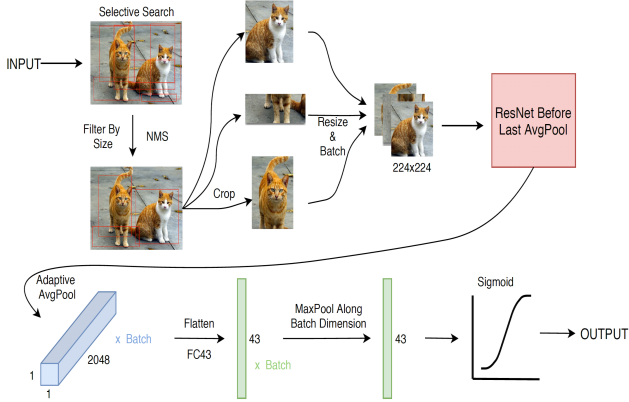 Selective Search
INPUT
Filter By
Size
NMS
Crop
Resize
&
Batch
224x224
ResNet Before
Last AvgPool
Adaptive
AvgPool
1
1
2048
x Batch
Flatten
FC43
43
x Batch
MaxPool Along
Batch Dimension
43
Sigmoid
OUTPUT